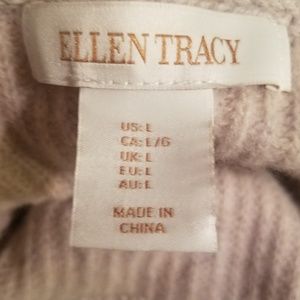 ELLEN TRACY
US: L
CA: L/G
UK: L
EU: L
AU: L
MADE IN
CHINA